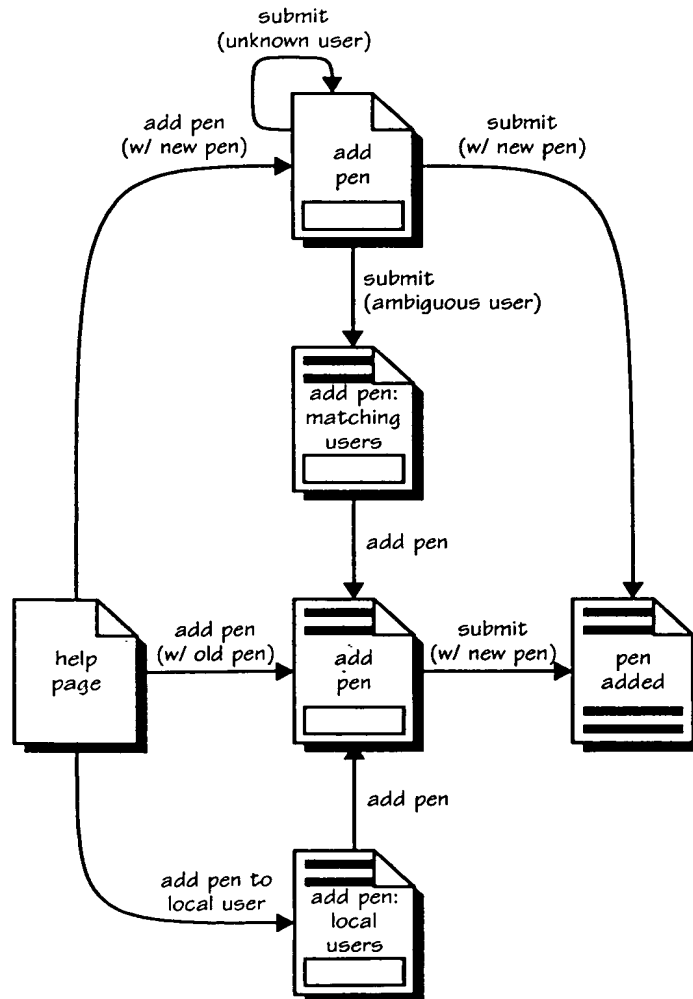 submit
(unknown user)
add pen
(w/ new pen)
add
pen
submit
(w/ new pen)
submit
(ambiguous user)
add pen:
matching
users
add pen
help
page
add pen
(w/ old pen)
add
pen
submit
(w/ new pen)
pen
added
add pen
add pen to
local user
add pen:
local
users